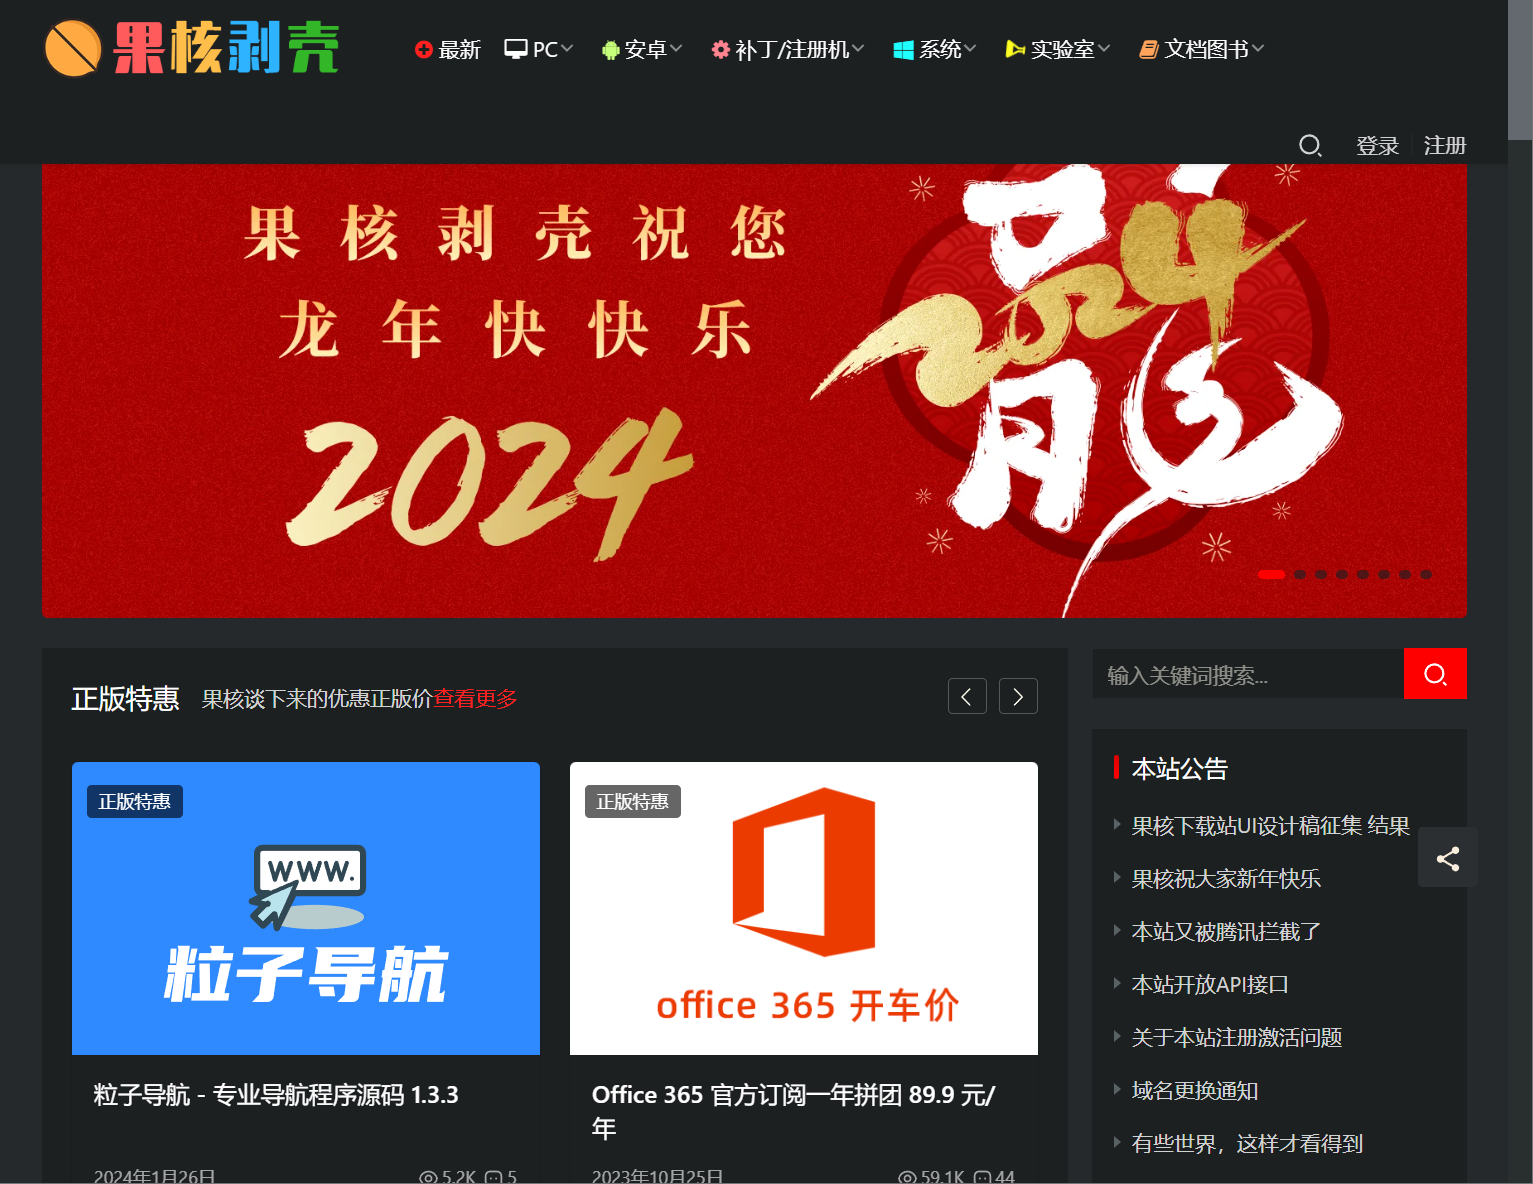 果核剥壳
最新 PC 安卓 补丁/注册机 系统 实验室 文档图书
登录 注册
果核剥壳祝您
龙年快快乐
2024
2024
龍
正版特惠 果核谈下来的优惠正版价查看更多
输入关键词搜索...
正版特惠
WWW.
粒子导航
粒子导航 - 专业导航程序源码 1.3.3
2024年1月26日 5.2K 5
正版特惠
office 365 开车价
Office 365 官方订阅一年拼团 89.9 元/
年
2023年10月25日 59.1K 44
本站公告
果核下载站UI设计稿征集 结果
果核祝大家新年快乐
本站又被腾讯拦截了
本站开放API接口
关于本站注册激活问题
域名更换通知
有些世界，这样才看得到